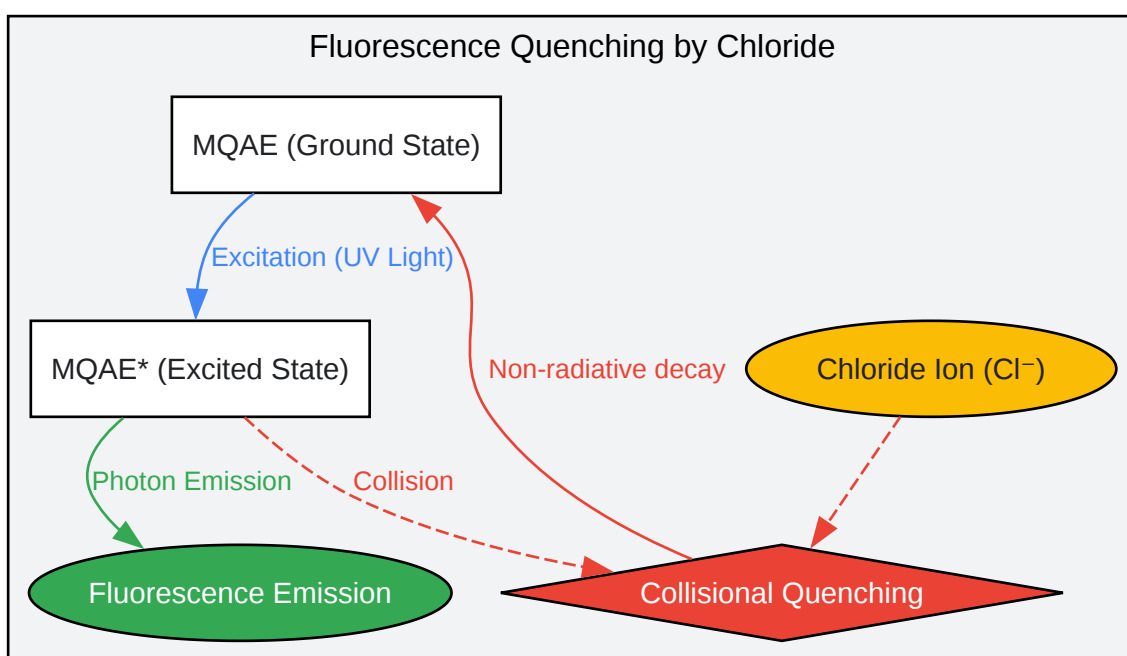 Fluorescence Quenching by Chloride
MQAE (Ground State)
Excitation (UV Light)
MQAE* (Excited State)
Non-radiative decay
Chloride Ion (Cl⁻)
Photon Emission
Collision
Fluorescence Emission
Collisional Quenching